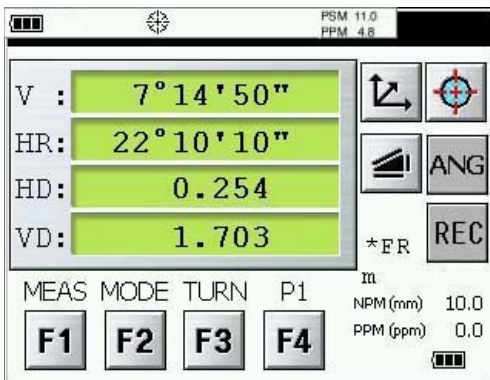 PSM 11.0
PPM 4.8
V : 7°14'50"
HR: 22°10'10"
HD: 0.254
VD: 1.703
ANG
*FR
REC
m
MEAS MODE TURN P1
NPM (mm) 10.0
PPM (ppm) 0.0
F1 F2 F3 F4